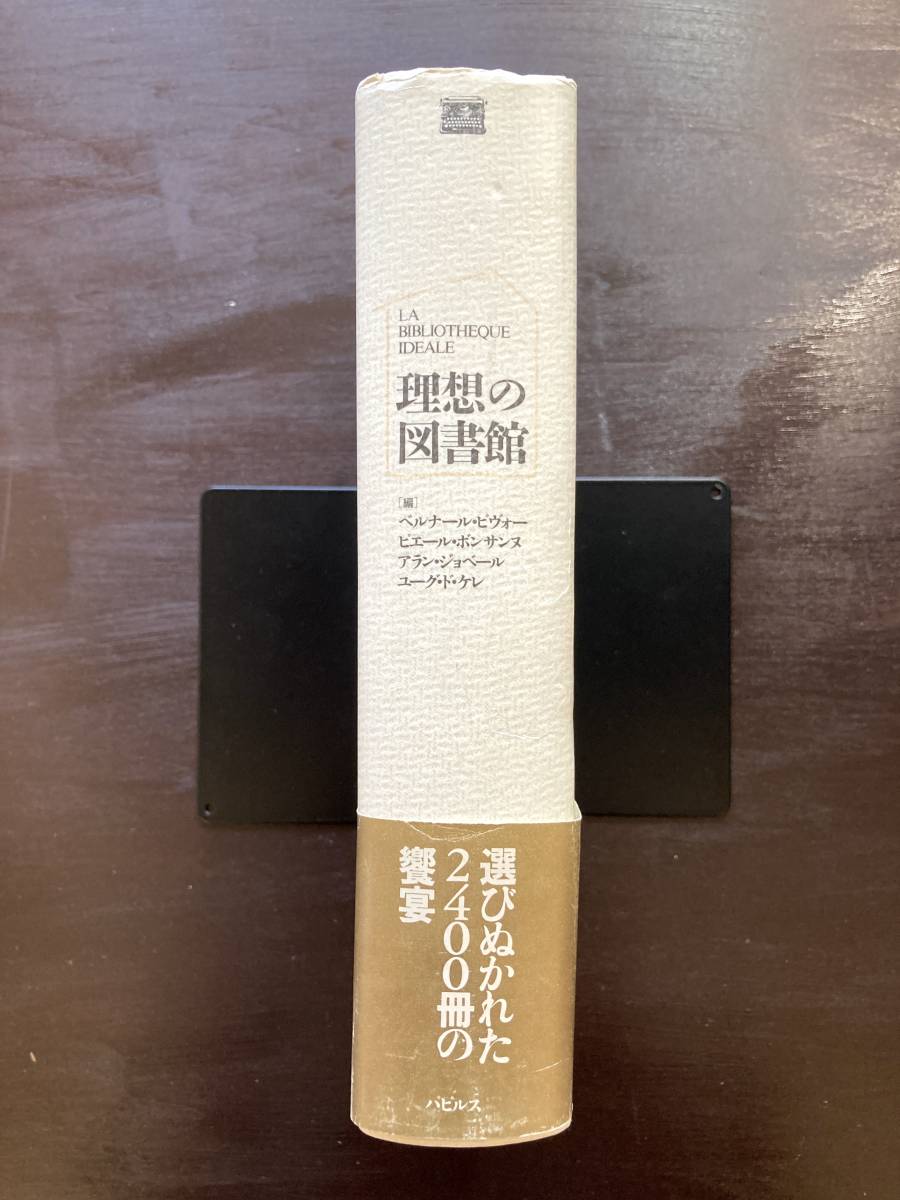 LA
BIBLIOTHEQUE
IDEALE
理想の
図書館
[編]
ベルナール・ピヴォー
ピエール・ボンサンヌ
アラン・ジョベール
ユーグ・ド・ケレ
選びぬかれた
2400冊の
饗宴
パピルス